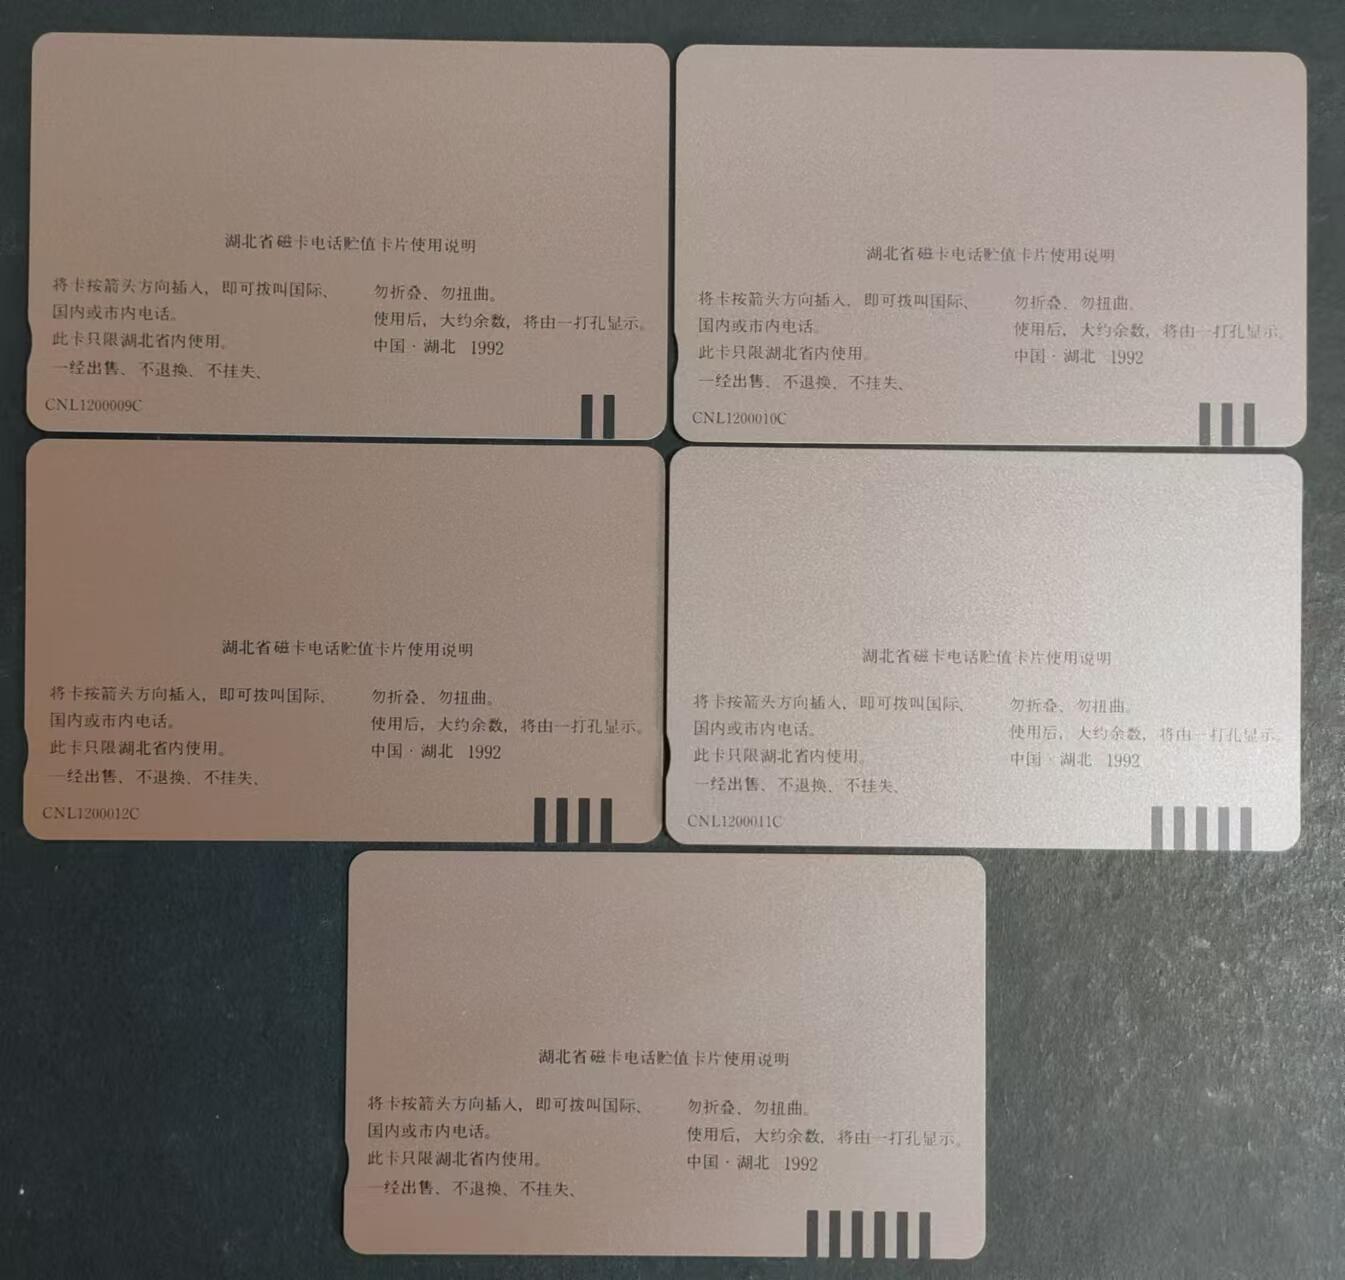 湖北省磁卡电话贮值卡片使用说明
将卡按箭头方向插入，即可拨叫国际、
国内或市内电话。
此卡只限湖北省内使用。
一经出售、不退换、不挂失、
勿折叠、勿扭曲。
使用后，大约余数，将由一打孔显示。
中国·湖北 1992
CNL1200009C
湖北省磁卡电话贮值卡片使用说明
将卡按箭头方向插入，即可拨叫国际、
国内或市内电话。
此卡只限湖北省内使用。
一经出售、不退换、不挂失、
勿折叠、勿扭曲。
使用后，大约余数，将由一打孔显示。
中国·湖北 1992
CNL1200010C
湖北省磁卡电话贮值卡片使用说明
将卡按箭头方向插入，即可拨叫国际、
国内或市内电话。
此卡只限湖北省内使用。
一经出售、不退换、不挂失、
勿折叠、勿扭曲。
使用后，大约余数，将由一打孔显示。
中国·湖北 1992
CNL1200012C
湖北省磁卡电话贮值卡片使用说明
将卡按箭头方向插入，即可拨叫国际、
国内或市内电话。
此卡只限湖北省内使用。
一经出售、不退换、不挂失、
勿折叠、勿扭曲。
使用后，大约余数，将由一打孔显示。
中国·湖北 1992
CNL1200011C
湖北省磁卡电话贮值卡片使用说明
将卡按箭头方向插入，即可拨叫国际、
国内或市内电话。
此卡只限湖北省内使用。
一经出售、不退换、不挂失、
勿折叠、勿扭曲。
使用后，大约余数，将由一打孔显示。
中国·湖北 1992